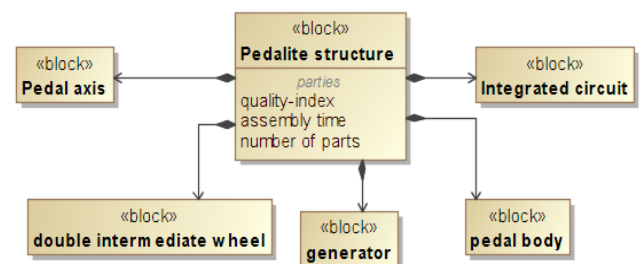 «block»
Pedalite structure
parties
quality-index
assembly time
number of parts
«block»
Pedal axis
«block»
Integrated circuit
«block»
double intermediate wheel
«block»
generator
«block»
pedal body